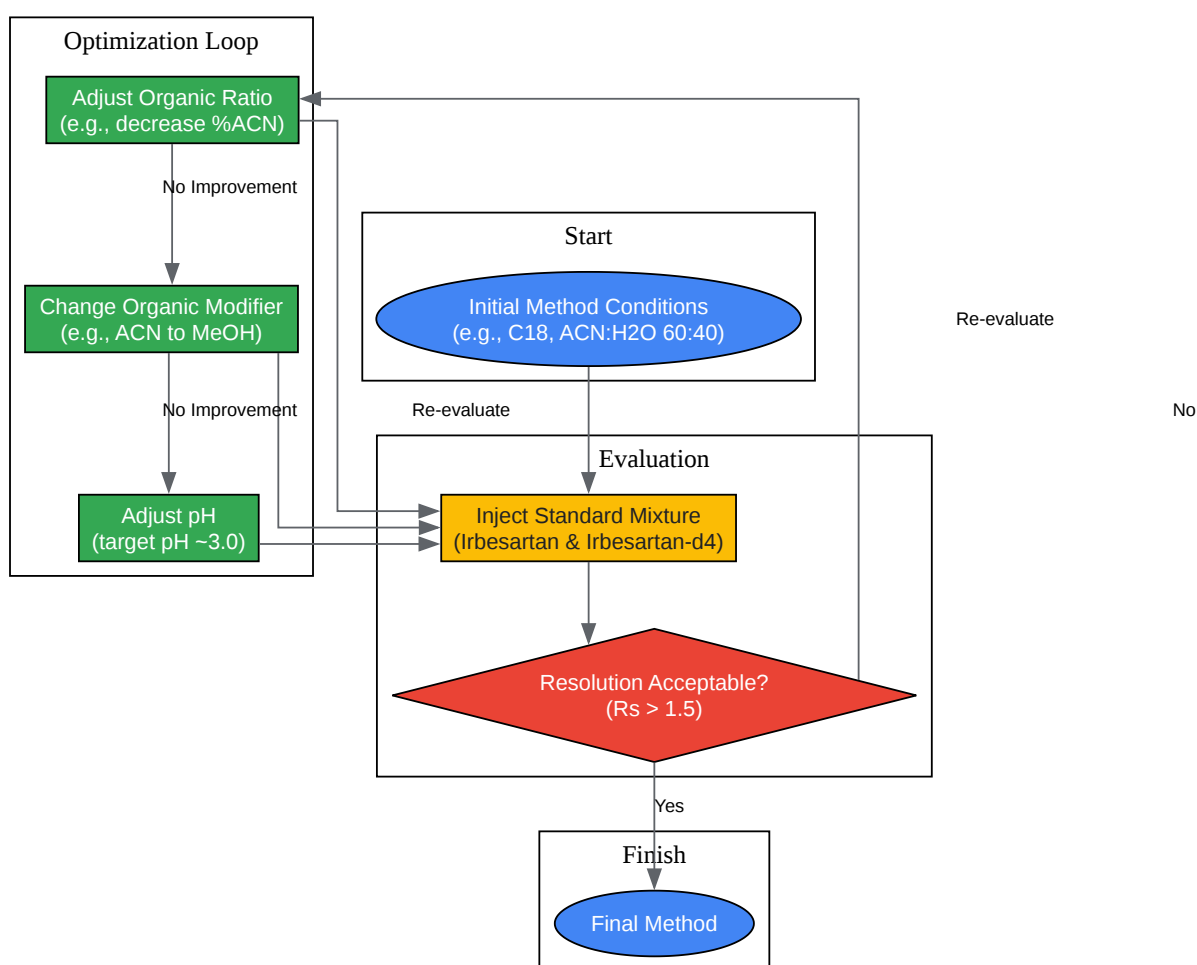 Optimization Loop
Adjust Organic Ratio
(e.g., decrease %ACN)
No Improvement
Start
Initial Method Conditions
(e.g., C18, ACN:H2O 60:40)
Change Organic Modifier
(e.g., ACN to MeOH)
Re-evaluate
No Improvement
Re-evaluate
No
Evaluation
Adjust pH
(target pH ~3.0)
Inject Standard Mixture
(Irbesartan & Irbesartan-d4)
Resolution Acceptable?
(Rs > 1.5)
Yes
Finish
Final Method